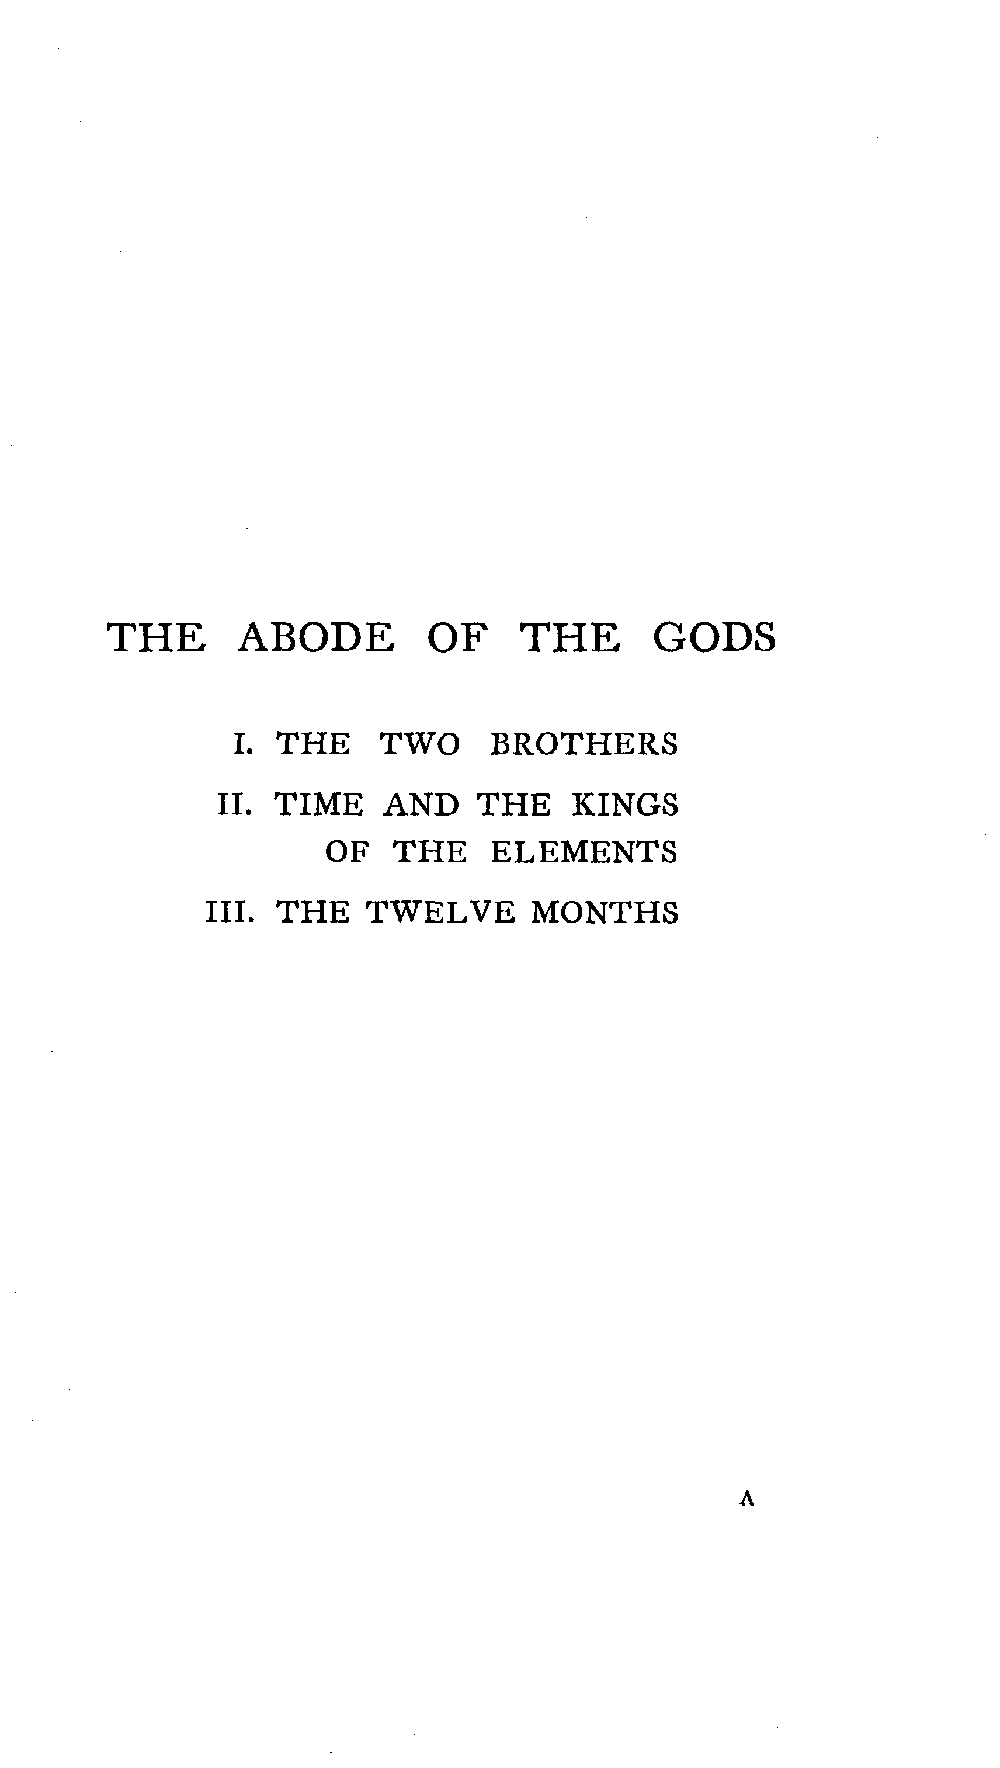 THE ABODE OF THE GODS
I. THE TWO BROTHERS
II. TIME AND THE KINGS
OF THE ELEMENTS
III. THE TWELVE MONTHS
A